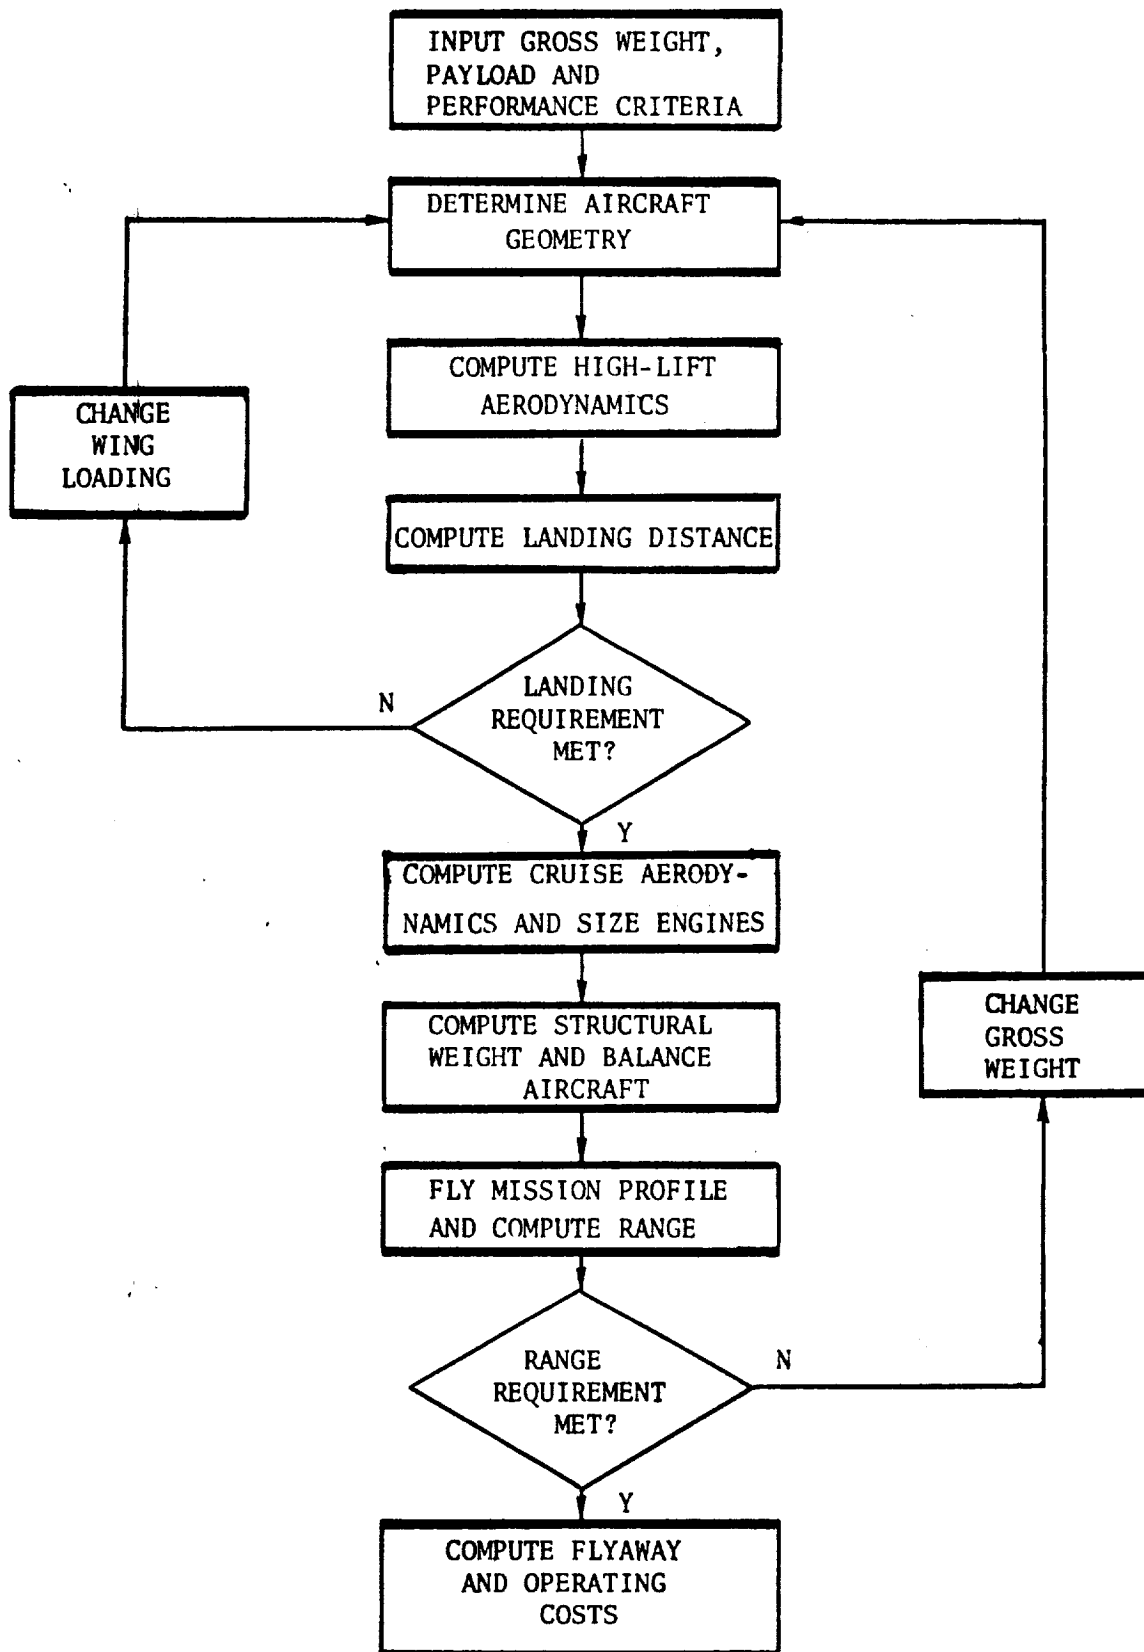 INPUT GROSS WEIGHT,
PAYLOAD AND
PERFORMANCE CRITERIA
DETERMINE AIRCRAFT
GEOMETRY
COMPUTE HIGH-LIFT
AERODYNAMICS
CHANGE
WING
LOADING
COMPUTE LANDING DISTANCE
N
LANDING
REQUIREMENT
MET?
Y
COMPUTE CRUISE AERODY-
NAMICS AND SIZE ENGINES
COMPUTE STRUCTURAL
WEIGHT AND BALANCE
AIRCRAFT
CHANGE
GROSS
WEIGHT
FLY MISSION PROFILE
AND COMPUTE RANGE
RANGE
REQUIREMENT
MET?
N
Y
COMPUTE FLYAWAY
AND OPERATING
COSTS